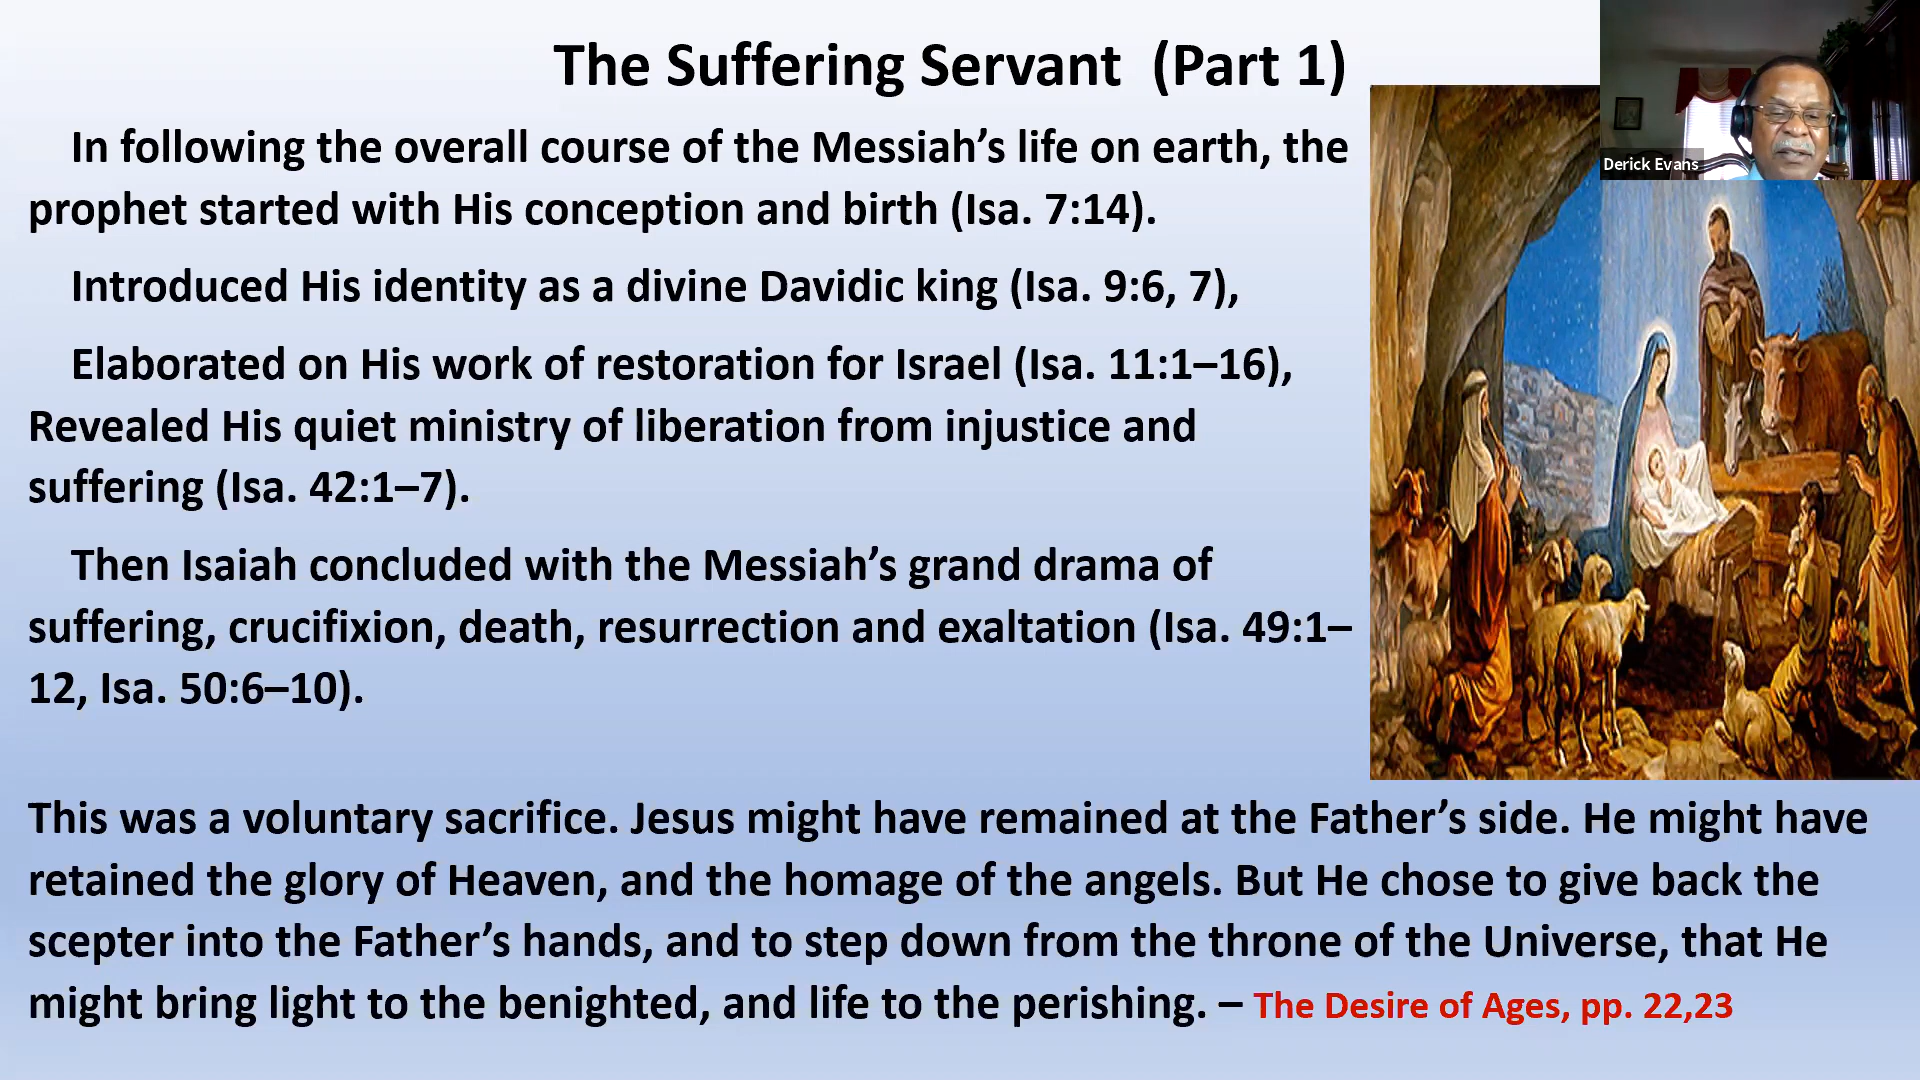 The Suffering Servant (Part 1)
Derick Evans
In following the overall course of the Messiah’s life on earth, the
prophet started with His conception and birth (Isa. 7:14).
Introduced His identity as a divine Davidic king (Isa. 9:6, 7),
Elaborated on His work of restoration for Israel (Isa. 11:1–16),
Revealed His quiet ministry of liberation from injustice and
suffering (Isa. 42:1–7).
Then Isaiah concluded with the Messiah’s grand drama of
suffering, crucifixion, death, resurrection and exaltation (Isa. 49:1–
12, Isa. 50:6–10).
This was a voluntary sacrifice. Jesus might have remained at the Father’s side. He might have
retained the glory of Heaven, and the homage of the angels. But He chose to give back the
scepter into the Father’s hands, and to step down from the throne of the Universe, that He
might bring light to the benighted, and life to the perishing. – The Desire of Ages, pp. 22,23